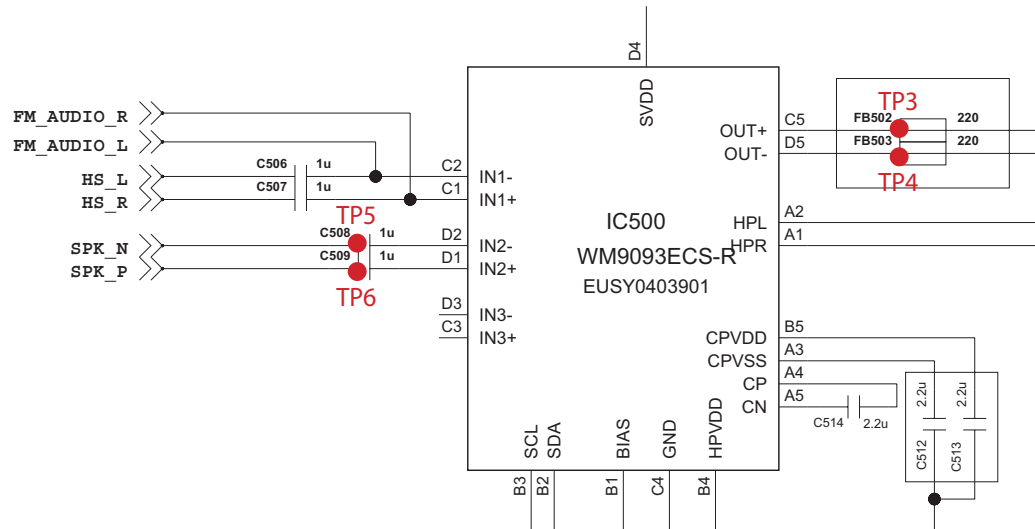 D4
SVDD
FM_AUDIO_R
FM_AUDIO_L
HS_L
HS_R
C506 1u
C507 1u
C2 IN1-
C1 IN1+
TP5
SPK_N
SPK_P
C508 1u
C509 1u
TP6
D2 IN2-
D1 IN2+
D3 IN3-
C3 IN3+
IC500
WM9093ECS-R
EUSY0403901
OUT+ C5
OUT- D5
TP3
FB502 220
FB503 220
TP4
HPL A2
HPR A1
CPVDD B5
CPVSS A3
CP A4
CN A5
C514 2.2u
2.2u
C512
2.2u
C513
SCL
SDA
BIAS
GND
HPVDD
B3
B2
B1
C4
B4